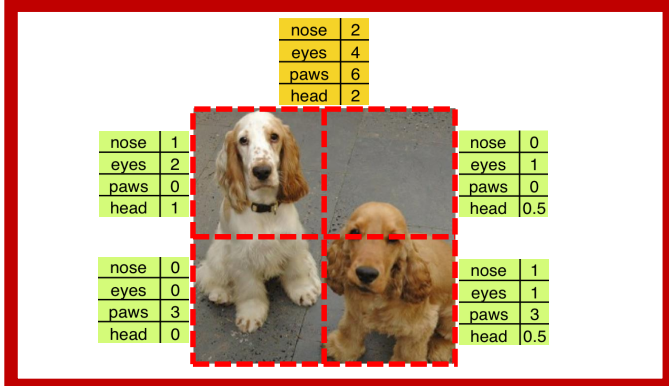 nose 2
eyes 4
paws 6
head 2
nose 1
eyes 2
paws 0
head 1
nose 0
eyes 1
paws 0
head 0.5
nose 0
eyes 0
paws 3
head 0
nose 1
eyes 1
paws 3
head 0.5